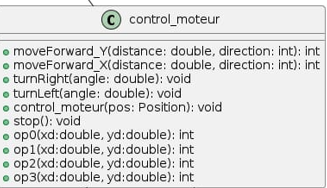 C control_moteur
moveForward_Y(distance: double, direction: int): int
moveForward_X(distance: double, direction: int): int
turnRight(angle: double): void
turnLeft(angle: double): void
control_moteur(pos: Position): void
stop(): void
op0(xd:double, yd:double): int
op1(xd:double, yd:double): int
op2(xd:double, yd:double): int
op3(xd:double, yd:double): int